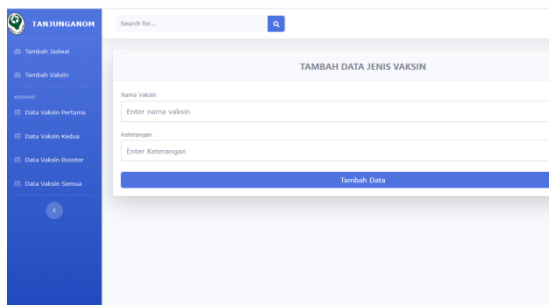 TANJUNGANOM
Search for...
Tambah Jadwal
Tambah Vaksin
ADDONS
Data Vaksin Pertama
Data Vaksin Kedua
Data Vaksin Booster
Data Vaksin Semua
TAMBAH DATA JENIS VAKSIN
Nama Vaksin
Enter nama vaksin
Keterangan
Enter Keterangan
Tambah Data